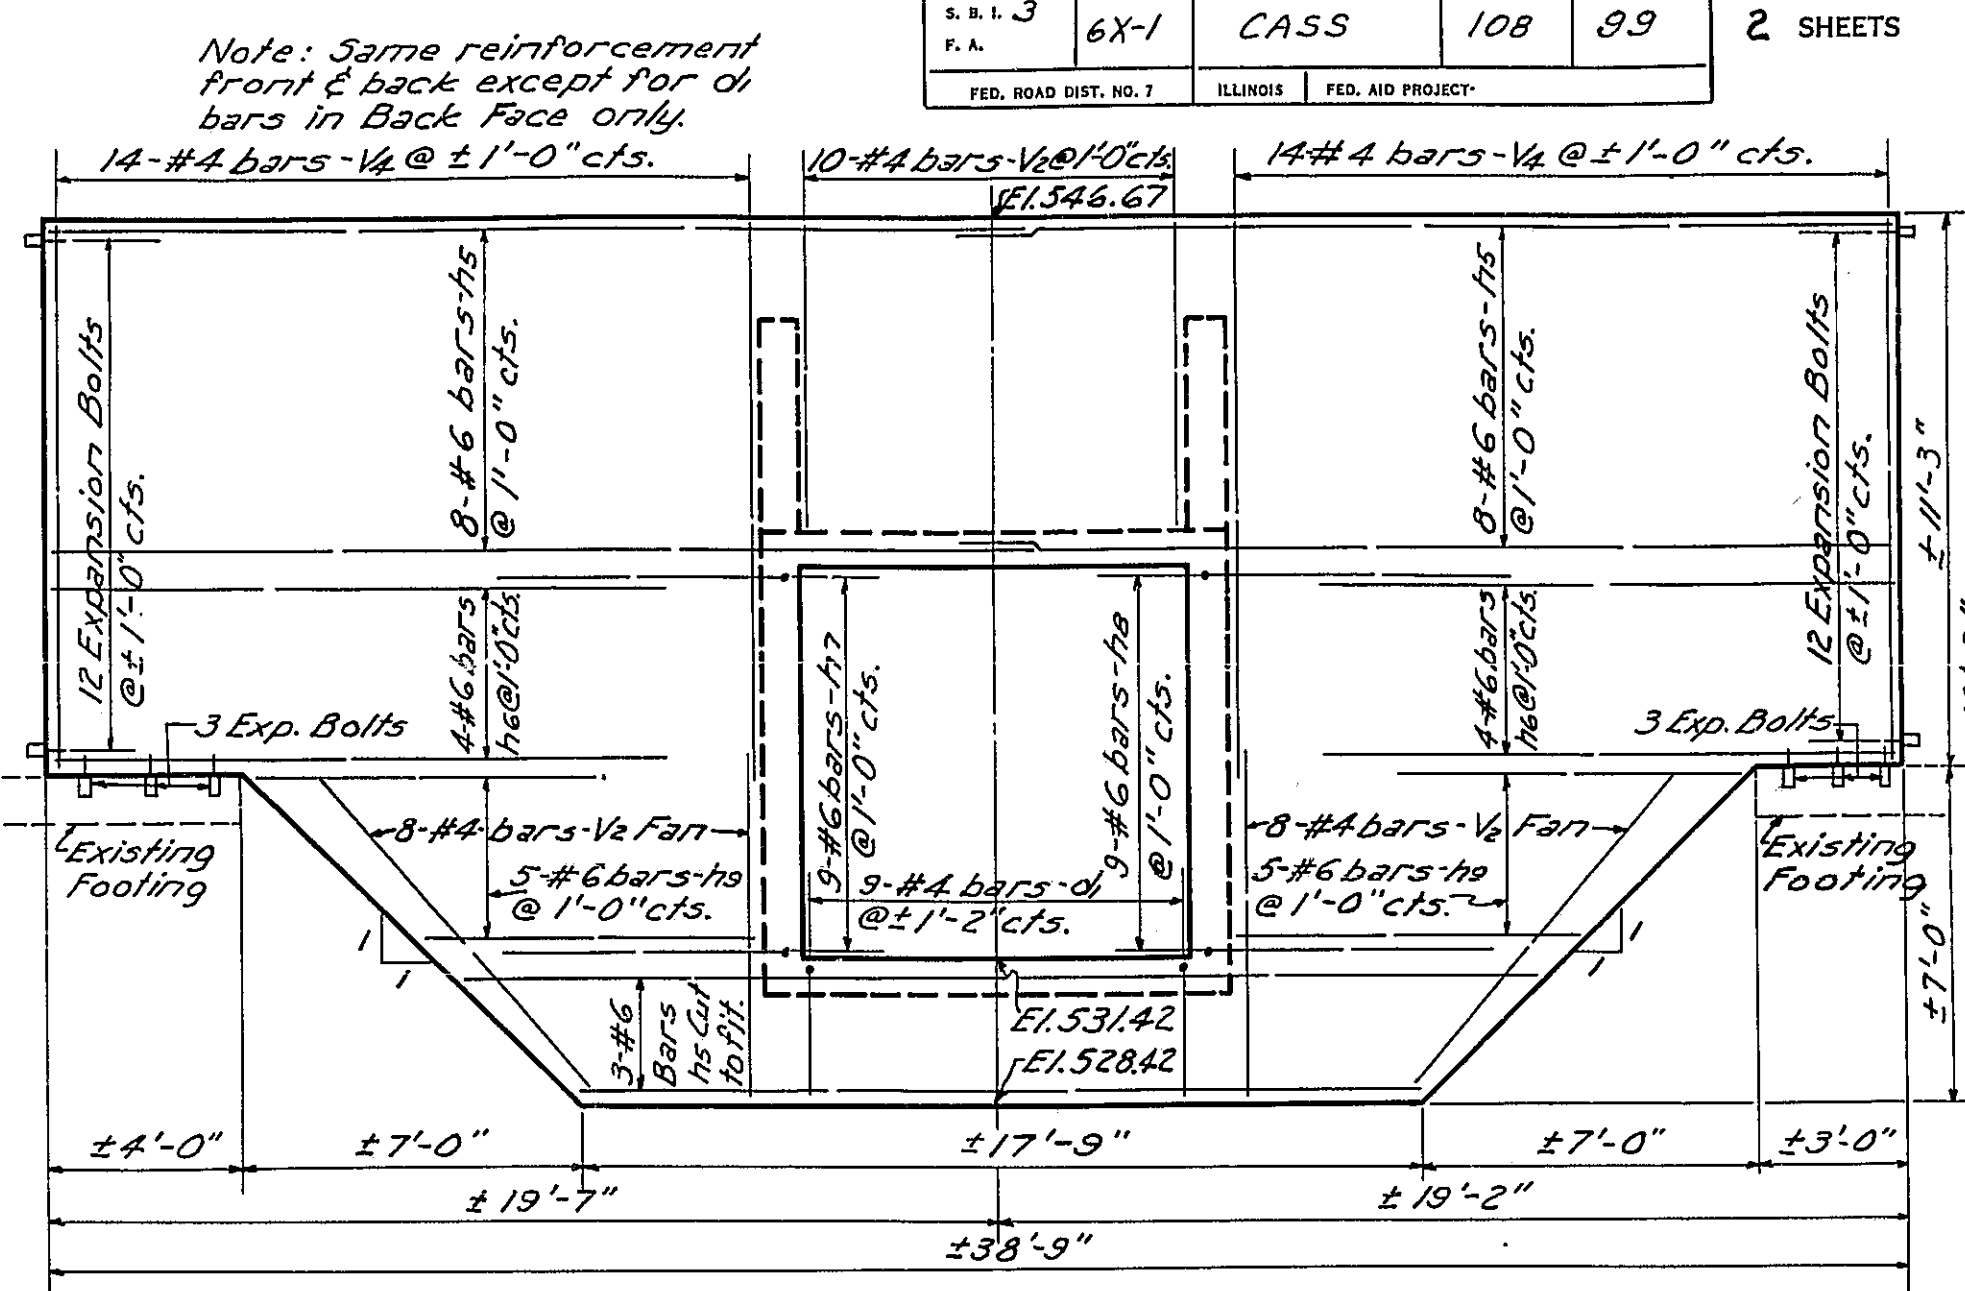 S. B. I. 3
F. A.
6X-1
CASS
108
99
2 SHEETS
FED. ROAD DIST. NO. 7
ILLINOIS
FED. AID PROJECT-
Note: Same reinforcement
front & back except for d1
bars in Back Face only.
14-#4 bars-V4 @ ± 1'-0" cts.
10-#4 bars-V2@1'-0"cts.
14-#4 bars-V4 @ ± 1'-0" cts.
El.546.67
12 Expansion Bolts
@ ± 1'-0" cts.
8-#6 bars-h5
@ 1'-0" cts.
8-#6 bars-h5
@ 1'-0" cts.
12 Expansion Bolts
@ ± 1'-0" cts.
± 11'-3"
4-#6 bars
h6@1'-0"cts.
9-#6 bars-h7
@ 1'-0" cts.
9-#6 bars-h8
@ 1'-0" cts.
4-#6 bars
h6@1'-0"cts.
3 Exp. Bolts
3 Exp. Bolts
8-#4 bars-V2 Fan
8-#4 bars-V2 Fan
Existing
Footing
5-#6 bars-h9
@ 1'-0" cts.
9-#4 bars-d1
@ ± 1'-2" cts.
5-#6 bars-h9
@ 1'-0" cts.
Existing
Footing
1
1
1
1
±7'-0"
3-#6
Bars
h5 Cut
to fit.
El.531.42
El.528.42
±4'-0"
±7'-0"
±17'-9"
±7'-0"
±3'-0"
± 19'-7"
± 19'-2"
±38'-9"